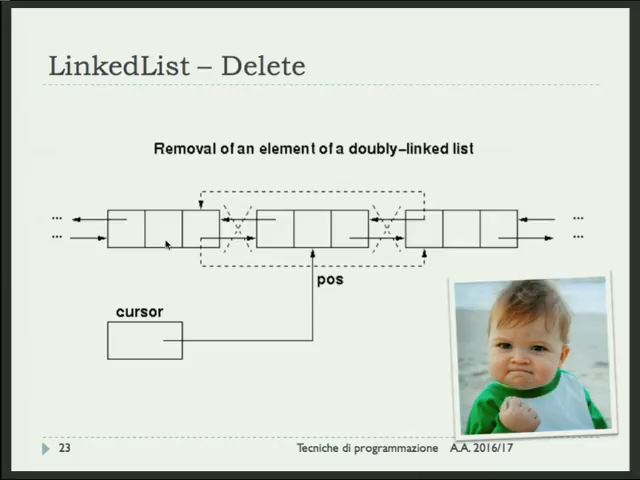 LinkedList – Delete
Removal of an element of a doubly-linked list
... ...
... ...
pos
cursor
23 Tecniche di programmazione A.A. 2016/17